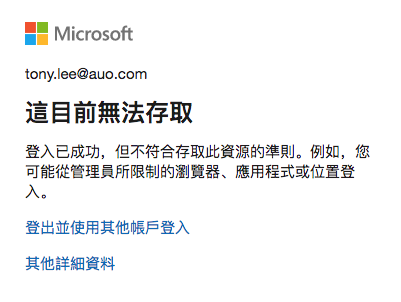 Microsoft
tony.lee@auo.com
這目前無法存取
登入已成功，但不符合存取此資源的準則。例如，您
可能從管理員所限制的瀏覽器、應用程式或位置登
入。
登出並使用其他帳戶登入
其他詳細資料